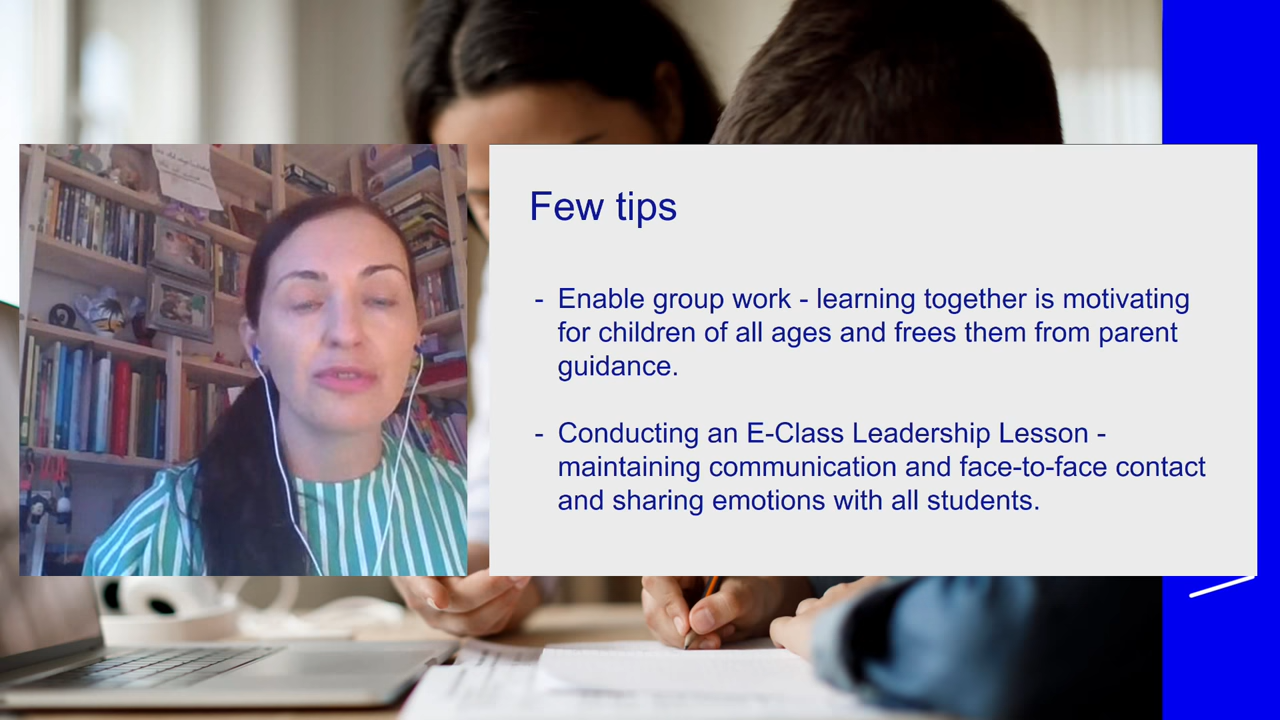 Few tips
- Enable group work - learning together is motivating
for children of all ages and frees them from parent
guidance.
- Conducting an E-Class Leadership Lesson -
maintaining communication and face-to-face contact
and sharing emotions with all students.